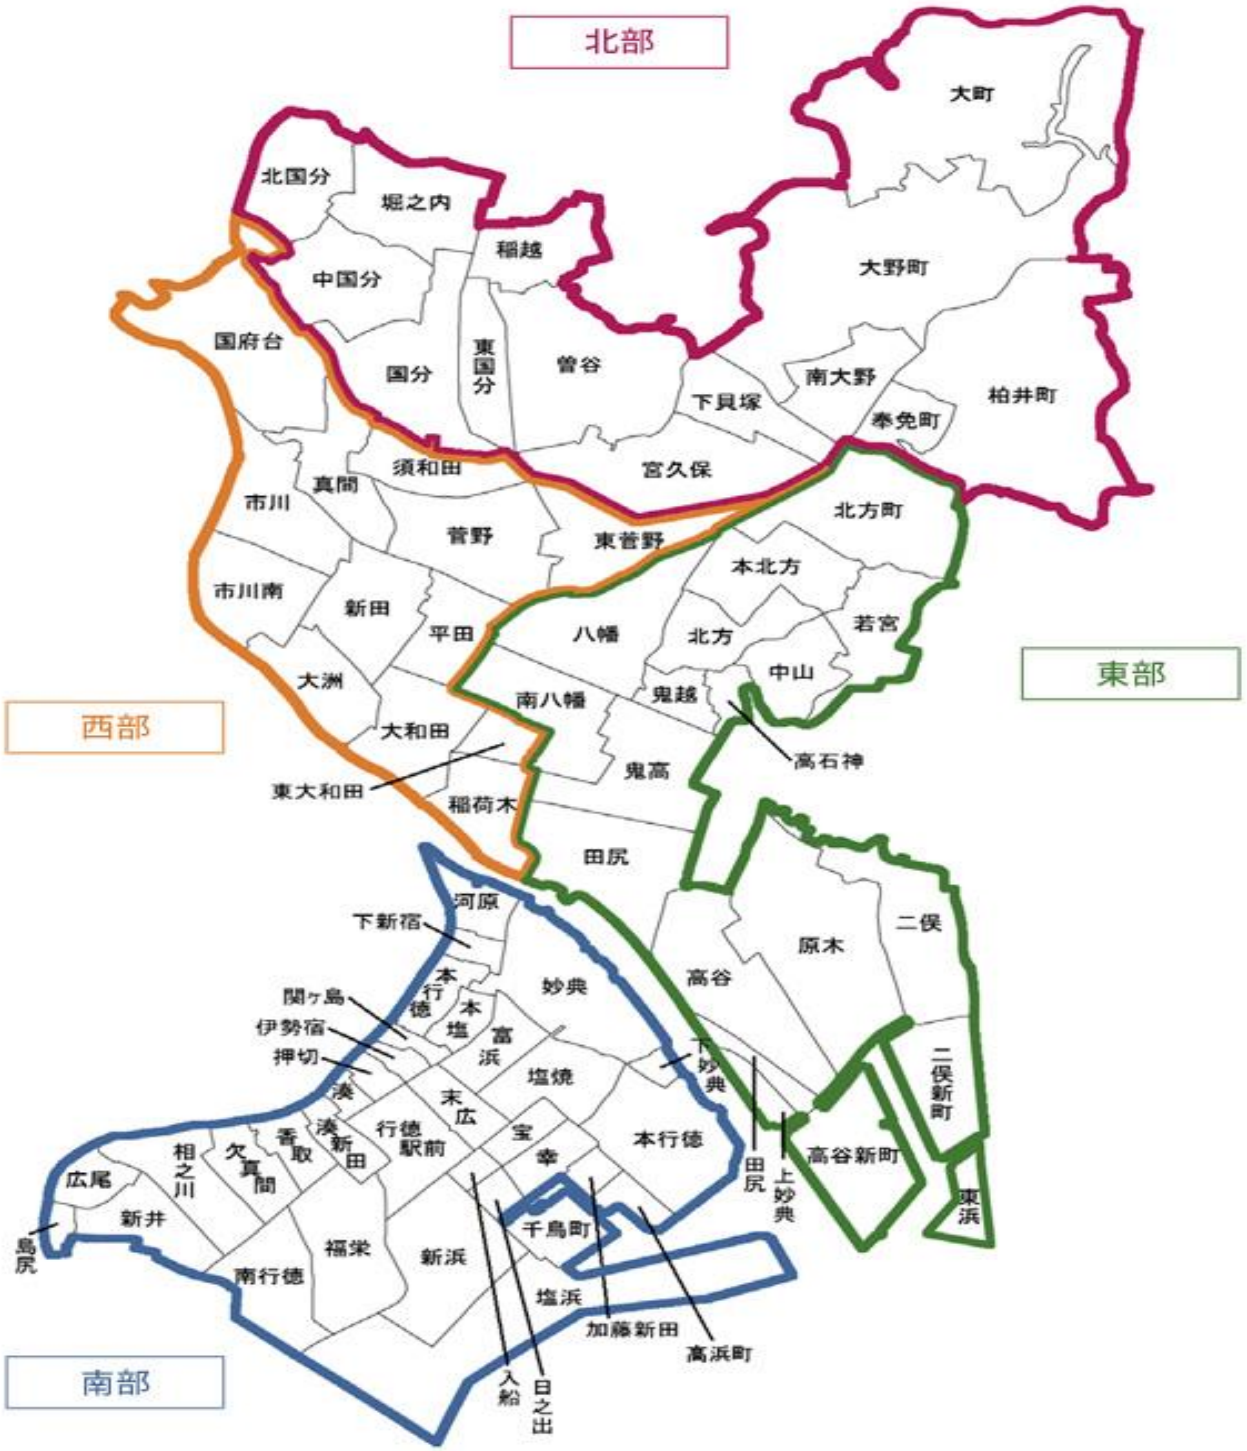 北部
大町
北国分
堀之内
稲越
中国分
大野町
国府台
東国分
曽谷
国分
南大野
下貝塚
柏井町
奉免町
須和田
宮久保
真間
市川
北方町
菅野
東菅野
本北方
市川南
新田
平田
八幡
北方
若宮
大洲
鬼越
中山
東部
南八幡
西部
大和田
高石神
鬼高
東大和田
稲荷木
田尻
河原
下新宿
二俣
原木
高谷
妙典
本行徳
関ヶ島
本塩
伊勢宿
富浜
押切
下妙典
塩焼
二俣新町
湊
末広
行徳
駅前
宝
湊新田
香取
欠真間
相之川
本行徳
幸
高谷新町
広尾
田尻
上妙典
東浜
新井
島尻
千鳥町
福栄
新浜
南行徳
塩浜
加藤新田
高浜町
南部
入船
日之出